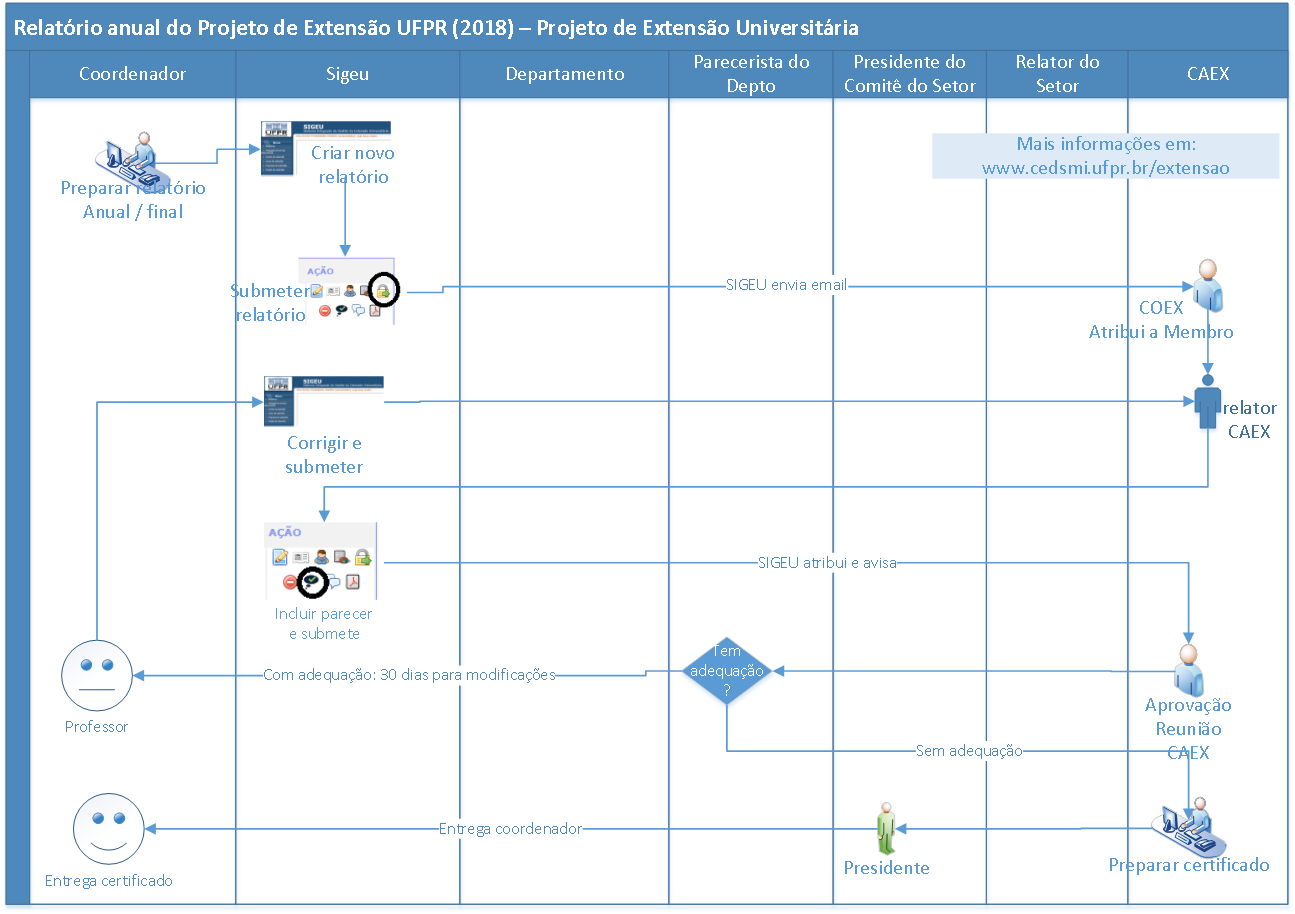 Relatório anual do Projeto de Extensão UFPR (2018) – Projeto de Extensão Universitária
Coordenador
Sigeu
Departamento
Parecerista do
Depto
Presidente do
Comitê do Setor
Relator do
Setor
CAEX
Preparar relatório
Anual / final
UFPR
SIGEU
Criar novo
relatório
Mais informações em:
www.cedsmi.ufpr.br/extensao
AÇÃO
Submeter
relatório
SIGEU envia email
COEX
Atribui a Membro
UFPR
SIGEU
Corrigir e
submeter
relator
CAEX
AÇÃO
Incluir parecer
e submete
SIGEU atribui e avisa
Tem
adequação
?
Com adequação: 30 dias para modificações
Professor
Aprovação
Reunião
CAEX
Sem adequação
Entrega coordenador
Entrega certificado
Presidente
Preparar certificado